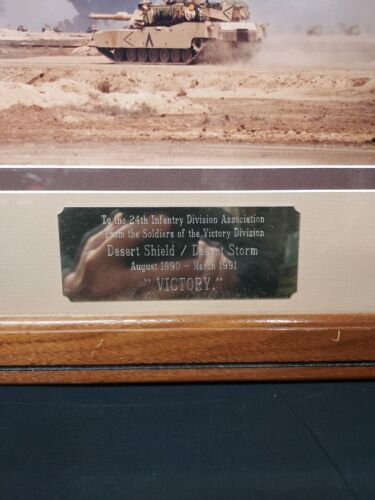 To the 24th Infantry Division Association
From the Soldiers of the Victory Division
Desert Shield / Desert Storm
August 1990 - March 1991
" VICTORY."